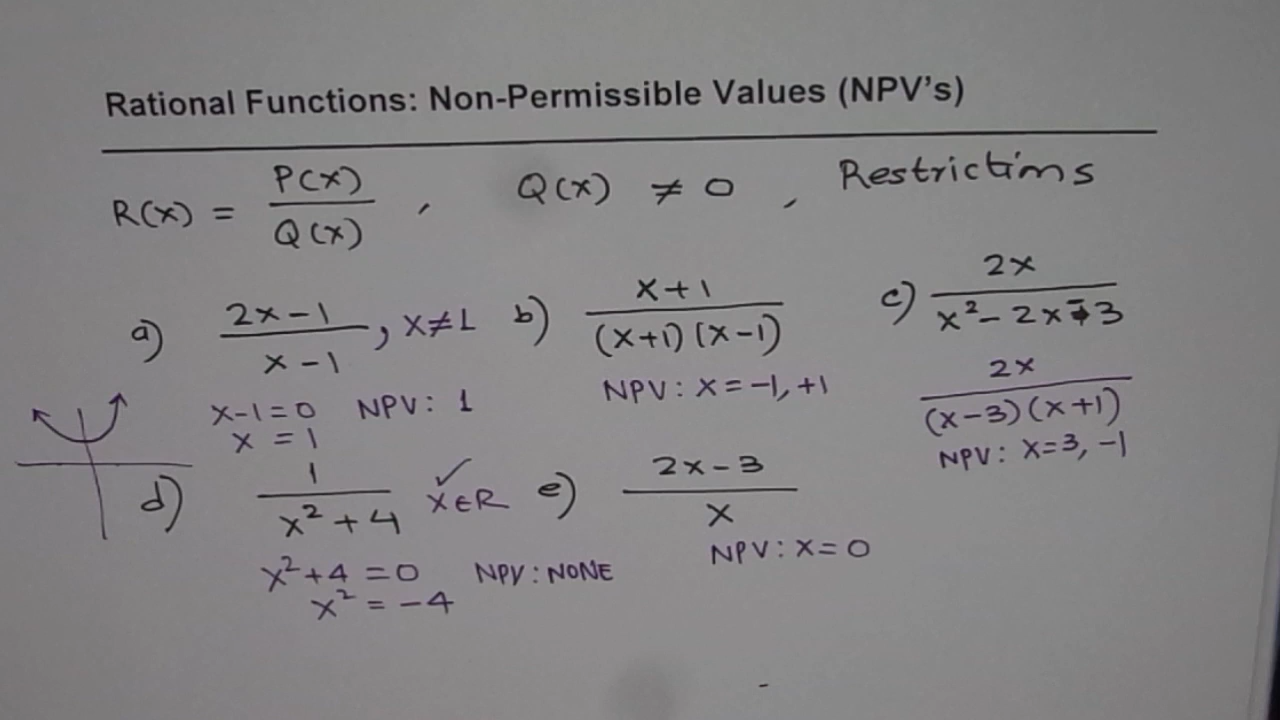 Rational Functions: Non-Permissible Values (NPV's)
R(x) = P(x) / Q(x) , Q(x) ≠ 0 , Restrictions
a) 2x-1 / x-1 , x≠1
x-1=0 NPV: 1
x = 1
b) x+1 / (x+1)(x-1)
NPV: x=-1,+1
c) 2x / x²-2x-3
2x / (x-3)(x+1)
NPV: x=3, -1
d) 1 / x²+4 ✓ x∈R
x²+4=0 NPV: NONE
x²=-4
e) 2x-3 / x
NPV: x=0